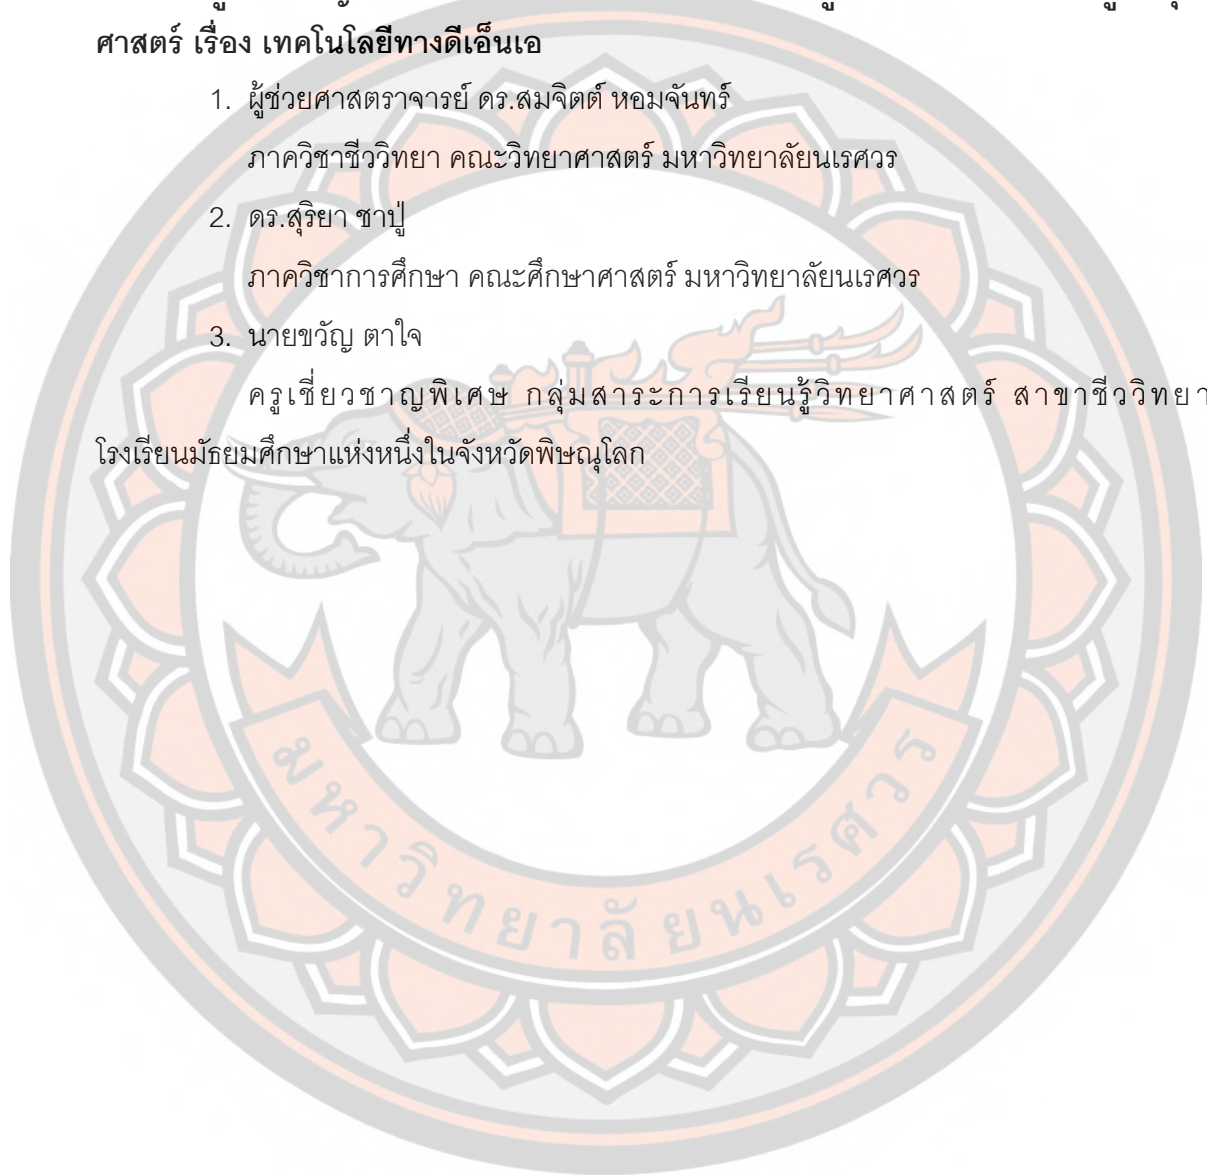 ศาสตร์ เรื่อง เทคโนโลยีทางดีเอ็นเอ
1. ผู้ช่วยศาสตราจารย์ ดร.สมจิตต์ หอมจันทร์
ภาควิชาชีววิทยา คณะวิทยาศาสตร์ มหาวิทยาลัยนเรศวร
2. ดร.สุริยา ชาปู่
ภาควิชาการศึกษา คณะศึกษาศาสตร์ มหาวิทยาลัยนเรศวร
3. นายขวัญ ตาใจ
ครูเชี่ยวชาญพิเศษ กลุ่มสาระการเรียนรู้วิทยาศาสตร์ สาขาชีววิทยา
โรงเรียนมัธยมศึกษาแห่งหนึ่งในจังหวัดพิษณุโลก
มหาวิทยาลัยนเรศวร